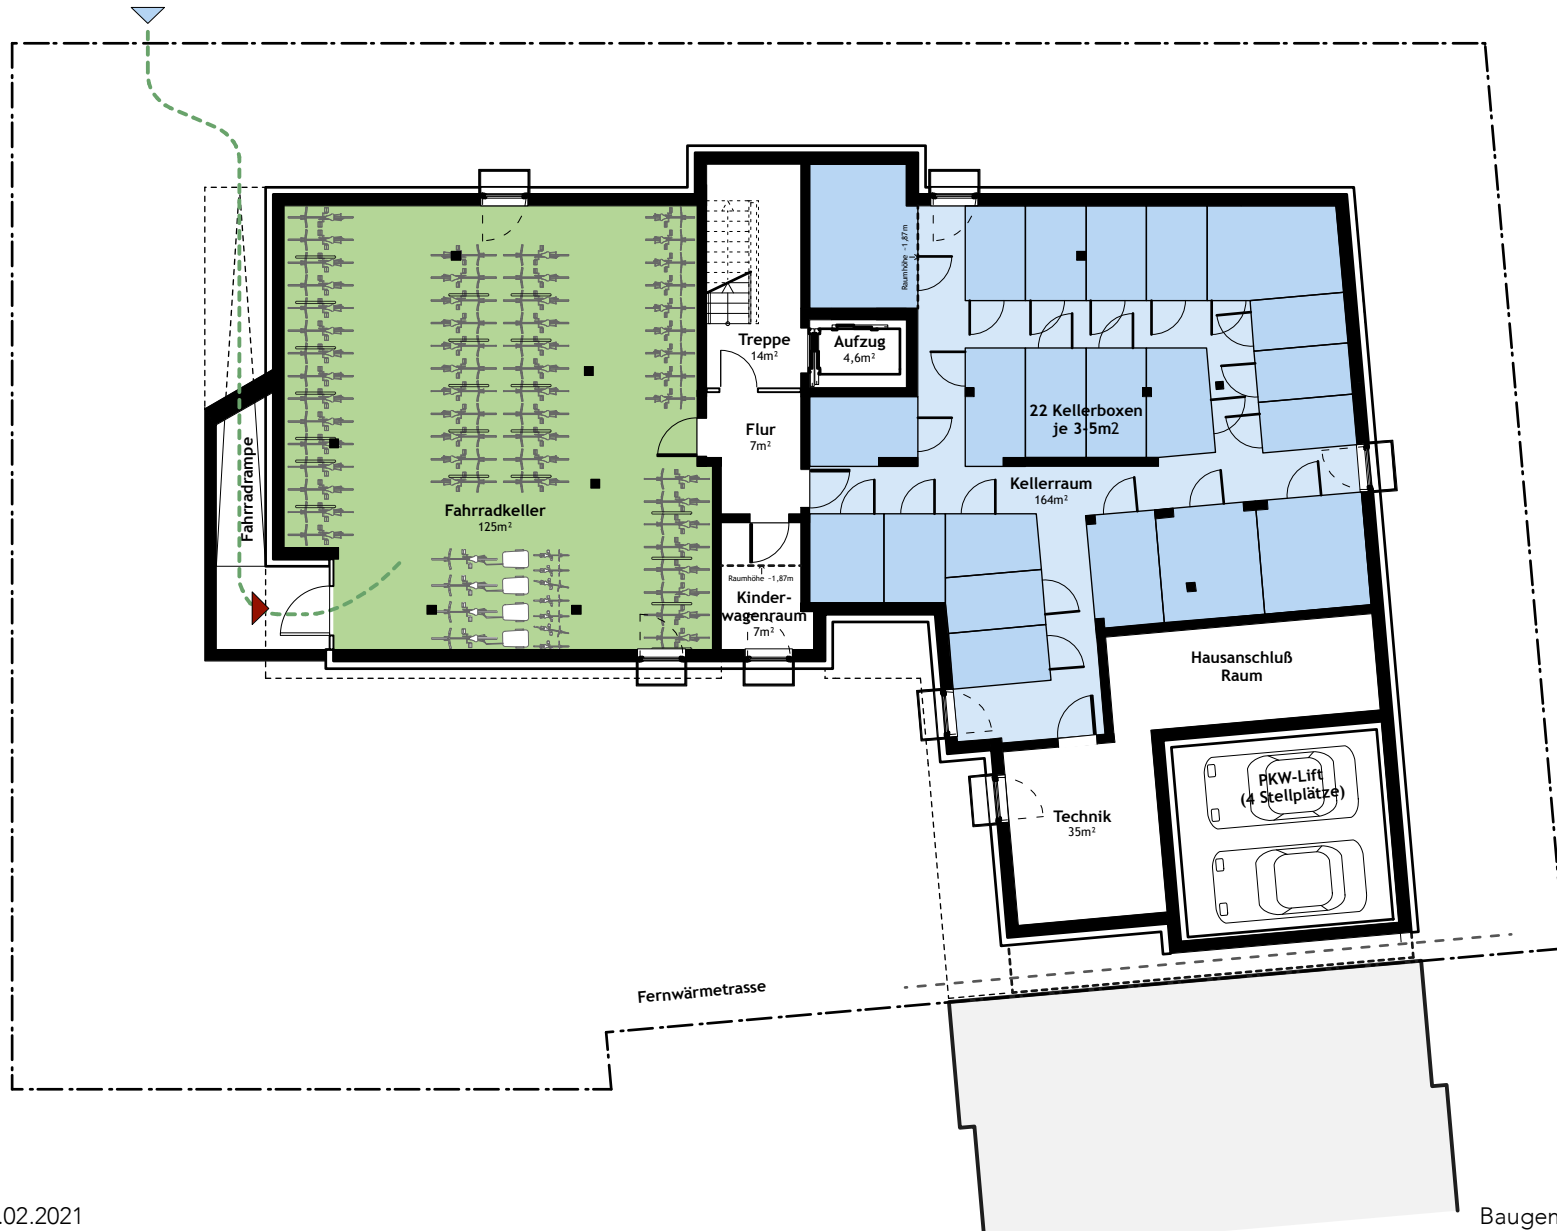 Raumhöhe ~1,87m
Treppe
14m²
Aufzug
4,6m²
22 Kellerboxen
je 3-5m2
Flur
7m²
Fahrradrampe
Kellerraum
164m²
Fahrradkeller
125m²
Raumhöhe ~1,87m
Kinder-
wagenraum
7m²
Hausanschluß
Raum
PKW-Lift
(4 Stellplätze)
Technik
35m²
Fernwärmetrasse
.02.2021
Baugen